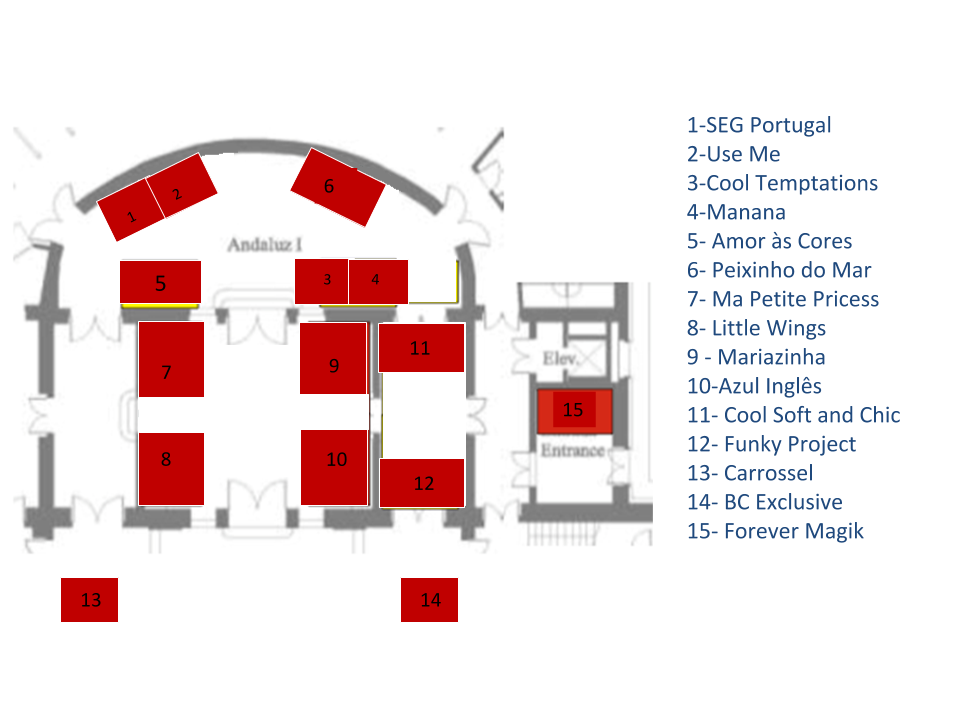 1-SEG Portugal
2-Use Me
3-Cool Temptations
4-Manana
5- Amor às Cores
6- Peixinho do Mar
7- Ma Petite Pricess
8- Little Wings
9 - Mariazinha
10-Azul Inglês
11- Cool Soft and Chic
12- Funky Project
13- Carrossel
14- BC Exclusive
15- Forever Magik
1
2
6
Andaluz I
5
3
4
7
9
11
Elev.
15
8
10
12
Entrance
13
14